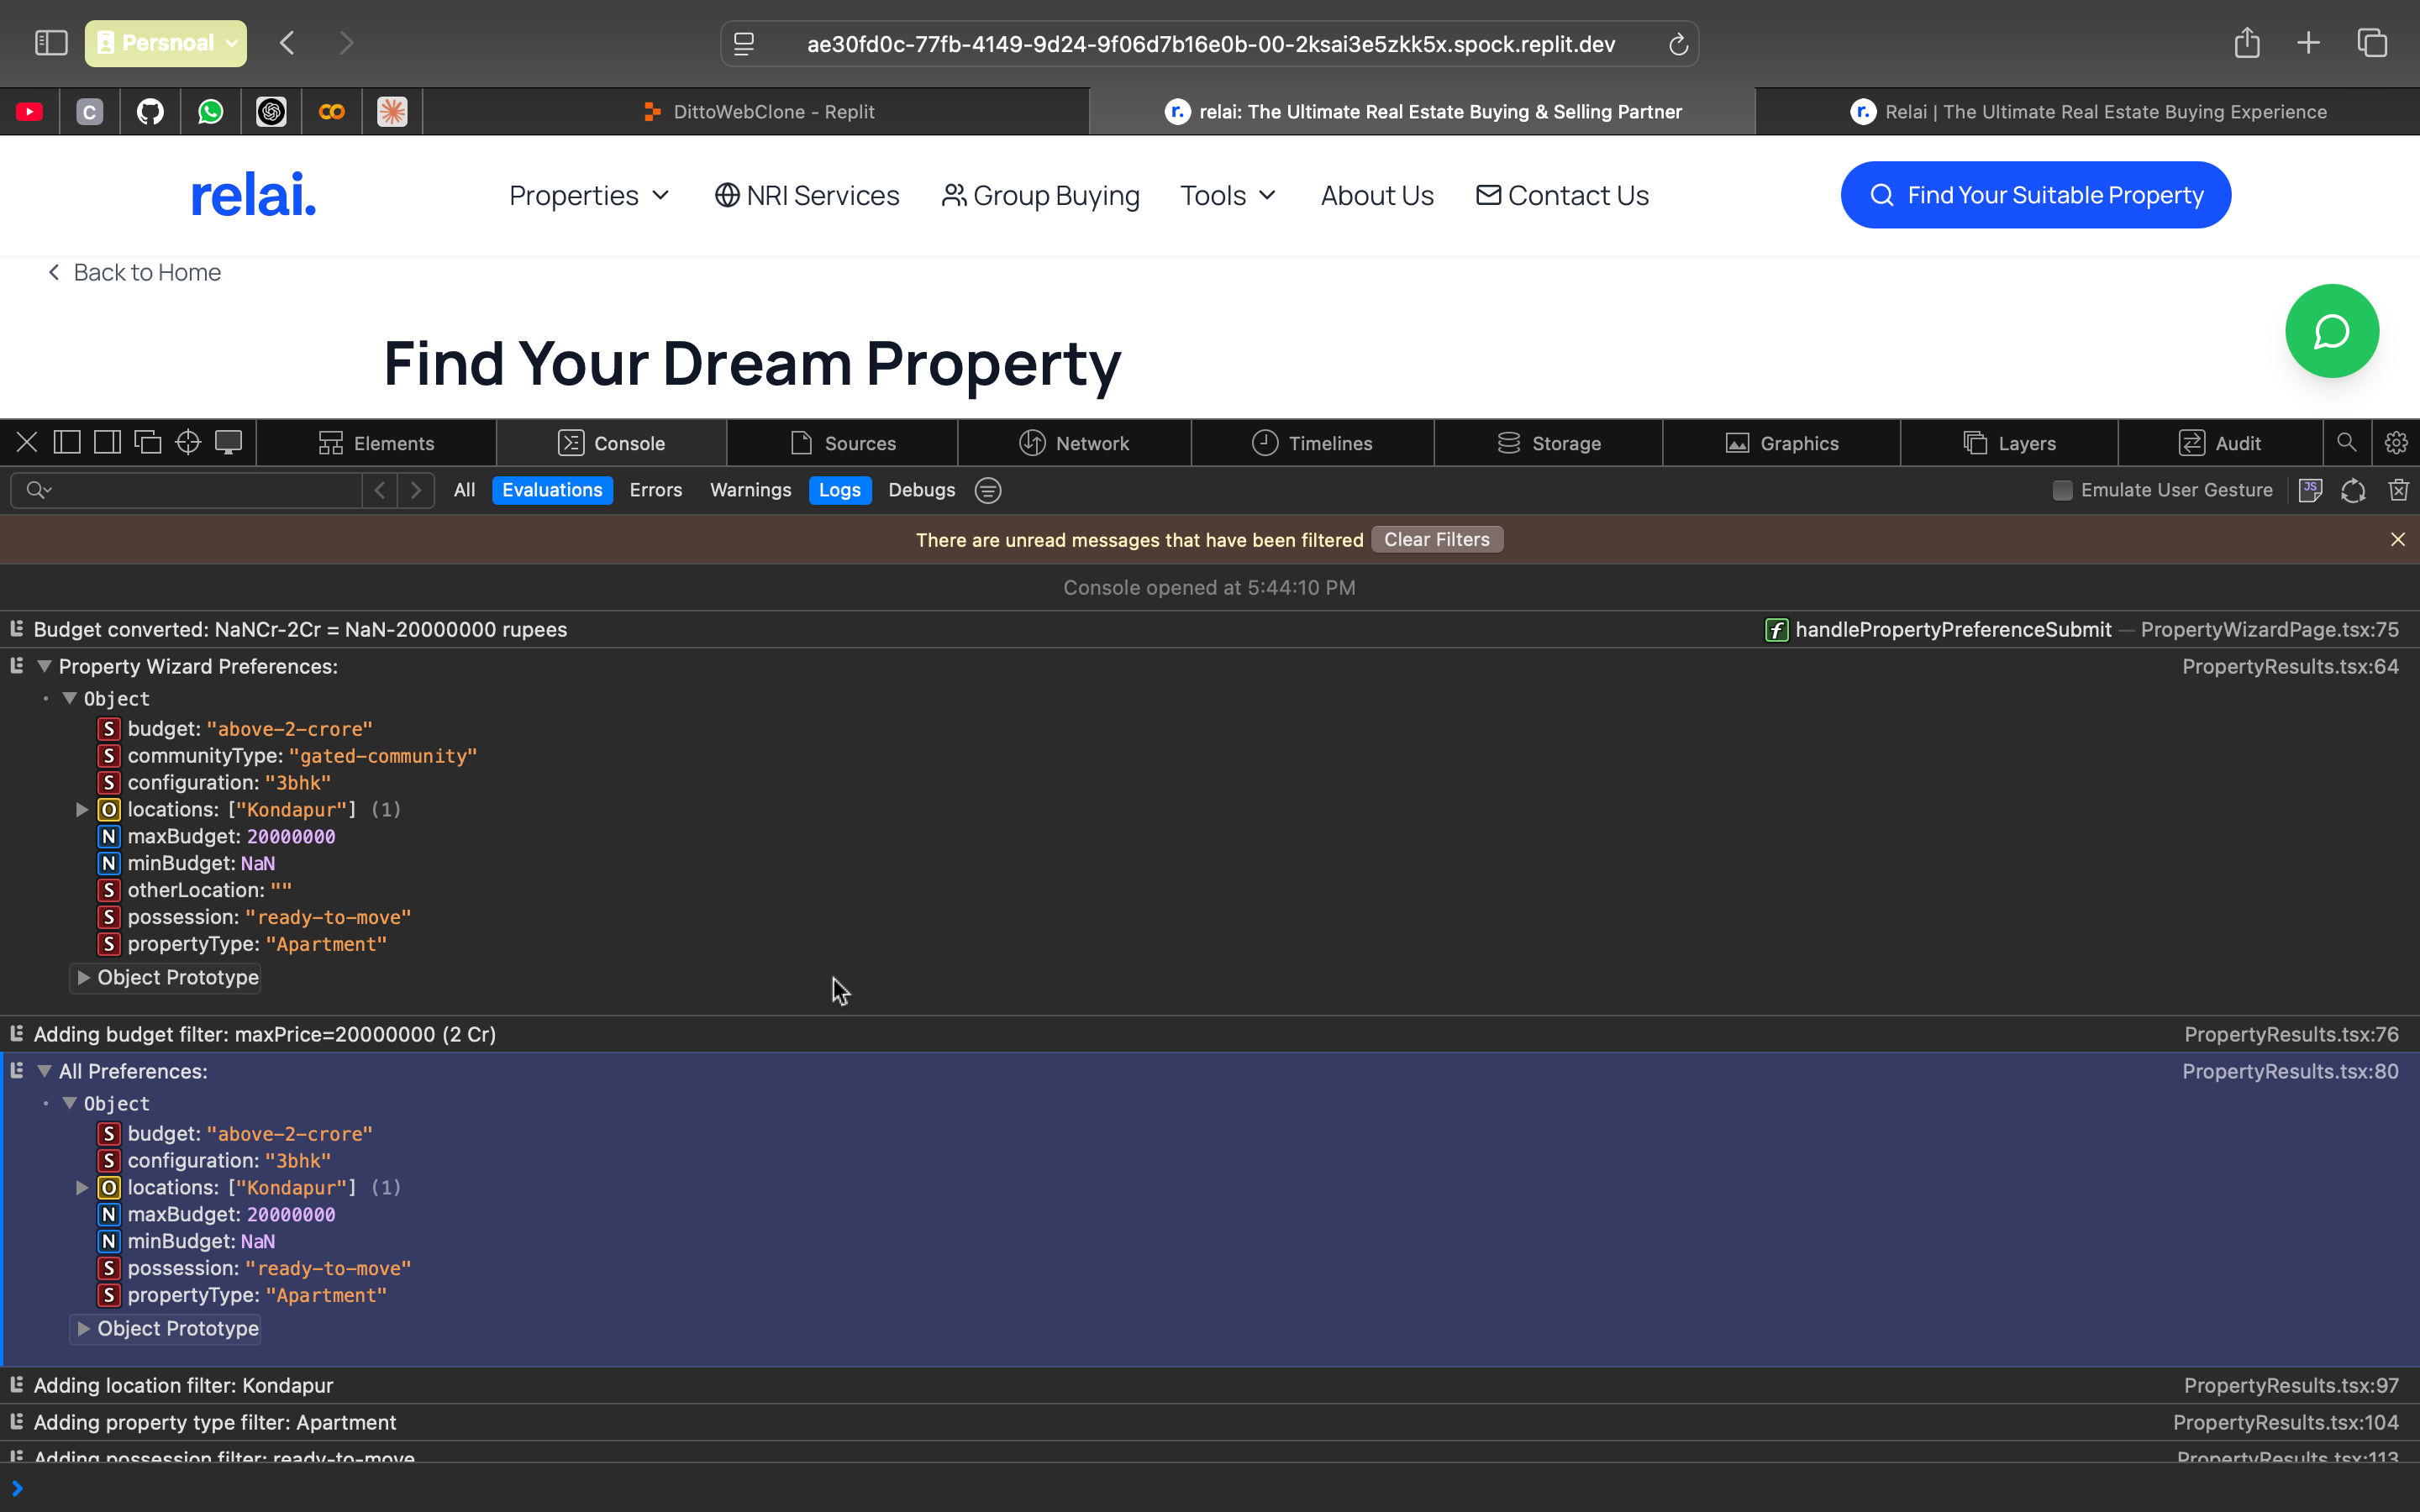 Persnoal
ae30fd0c-77fb-4149-9d24-9f06d7b16e0b-00-2ksai3e5zkk5x.spock.replit.dev
C
DittoWebClone - Replit
r.
relai: The Ultimate Real Estate Buying & Selling Partner
r.
Relai | The Ultimate Real Estate Buying Experience
relai.
Properties
NRI Services
Group Buying
Tools
About Us
Contact Us
Find Your Suitable Property
Back to Home
Find Your Dream Property
Elements
Console
Sources
Network
Timelines
Storage
Graphics
Layers
Audit
All
Evaluations
Errors
Warnings
Logs
Debugs
Emulate User Gesture
JS
There are unread messages that have been filtered
Clear Filters
Console opened at 5:44:10 PM
Budget converted: NaNCr-2Cr = NaN-20000000 rupees
f handlePropertyPreferenceSubmit — PropertyWizardPage.tsx:75
Property Wizard Preferences:
PropertyResults.tsx:64
Object
S budget: "above-2-crore"
S communityType: "gated-community"
S configuration: "3bhk"
O locations: ["Kondapur"] (1)
N maxBudget: 20000000
N minBudget: NaN
S otherLocation: ""
S possession: "ready-to-move"
S propertyType: "Apartment"
Object Prototype
Adding budget filter: maxPrice=20000000 (2 Cr)
PropertyResults.tsx:76
All Preferences:
PropertyResults.tsx:80
Object
S budget: "above-2-crore"
S configuration: "3bhk"
O locations: ["Kondapur"] (1)
N maxBudget: 20000000
N minBudget: NaN
S possession: "ready-to-move"
S propertyType: "Apartment"
Object Prototype
Adding location filter: Kondapur
PropertyResults.tsx:97
Adding property type filter: Apartment
PropertyResults.tsx:104
Adding possession filter: ready-to-move
PropertyResults.tsx:113